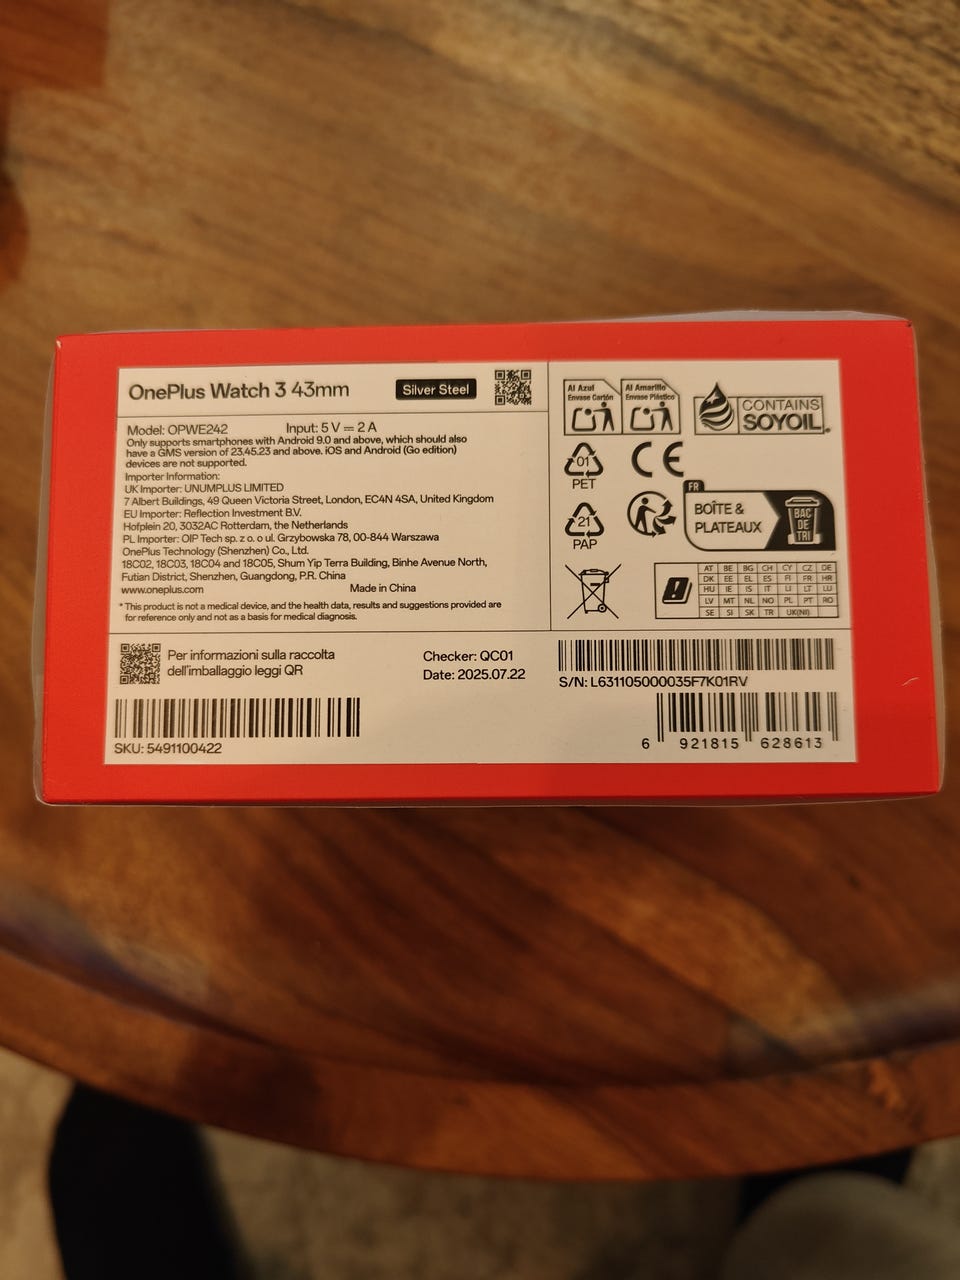 OnePlus Watch 3 43mm
Silver Steel
Model: OPWE242 Input: 5 V ⎓ 2 A
Only supports smartphones with Android 9.0 and above, which should also
have a GMS version of 23.45.23 and above. iOS and Android (Go edition)
devices are not supported.
Importer Information:
UK Importer: UNUMPLUS LIMITED
7 Albert Buildings, 49 Queen Victoria Street, London, EC4N 4SA, United Kingdom
EU Importer: Reflection Investment B.V.
Hofplein 20, 3032AC Rotterdam, the Netherlands
PL Importer: OIP Tech sp. z o. o ul. Grzybowska 78, 00-844 Warszawa
OnePlus Technology (Shenzhen) Co., Ltd.
18C02, 18C03, 18C04 and 18C05, Shum Yip Terra Building, Binhe Avenue North,
Futian District, Shenzhen, Guangdong, P.R. China
www.oneplus.com Made in China
* This product is not a medical device, and the health data, results and suggestions provided are
for reference only and not as a basis for medical diagnosis.
Al Azul
Envase Cartón
Al Amarillo
Envase Plástico
CONTAINS
SOYOIL
01
PET
CE
21
PAP
FR
BOÎTE &
PLATEAUX
BAC
DE
TRI
AT BE BG CH CY CZ DE
DK EE EL ES FI FR HR
HU IE IS IT LI LT LU
LV MT NL NO PL PT RO
SE SI SK TR UK(NI)
Per informazioni sulla raccolta
dell'imballaggio leggi QR
Checker: QC01
Date: 2025.07.22
S/N: L631105000035F7K01RV
SKU: 5491100422
6 921815 628613